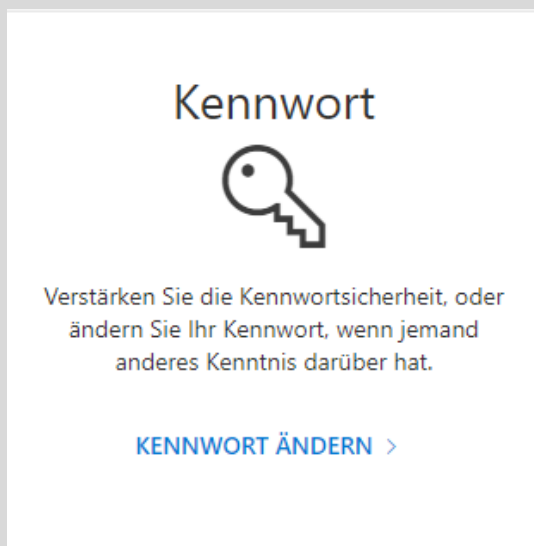 Kennwort
Verstärken Sie die Kennwortsicherheit, oder
ändern Sie Ihr Kennwort, wenn jemand
anderes Kenntnis darüber hat.
KENNWORT ÄNDERN >